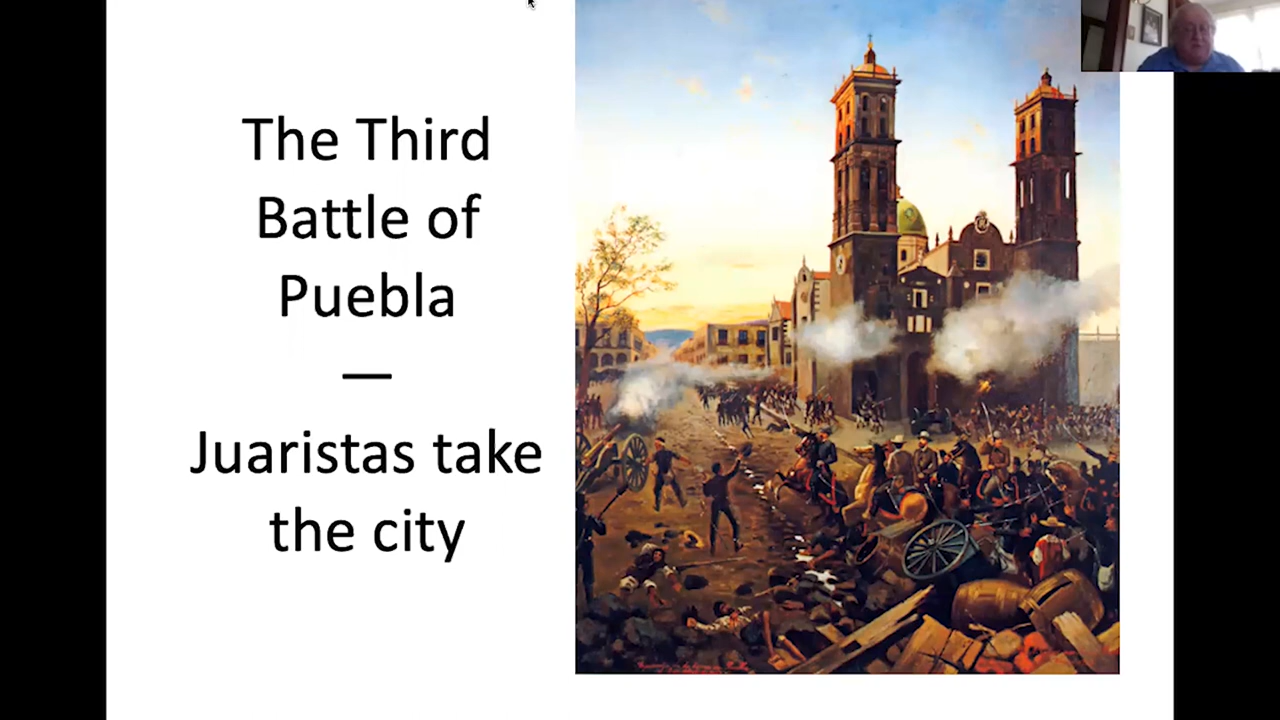 The Third
Battle of
Puebla
—
Juaristas take
the city